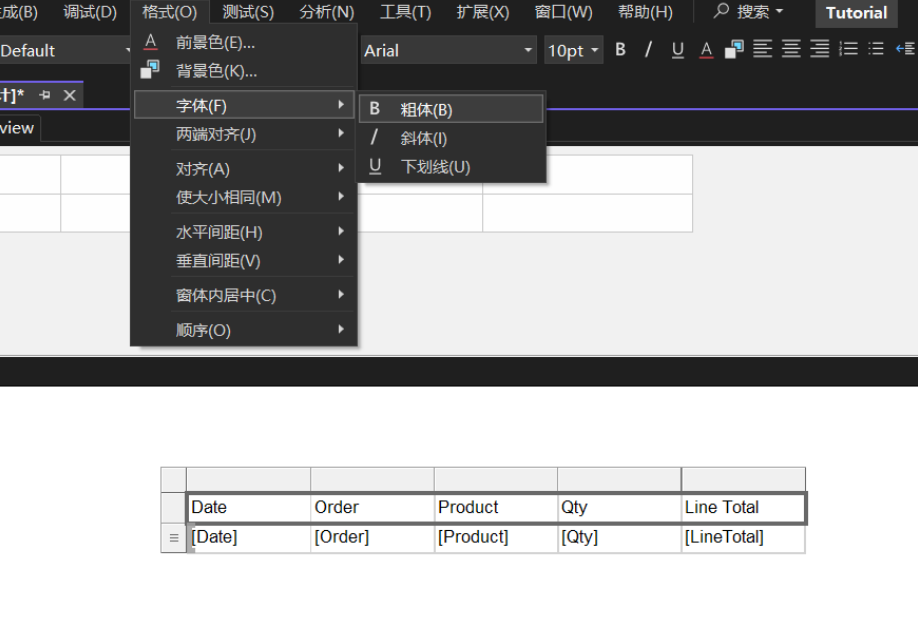 生成(B) 调试(D) 格式(O) 测试(S) 分析(N) 工具(T) 扩展(X) 窗口(W) 帮助(H) 搜索 Tutorial
Default Arial 10pt B I U A
A 前景色(E)...
背景色(K)...
计]*
字体(F)
B 粗体(B)
view
两端对齐(J)
I 斜体(I)
U 下划线(U)
对齐(A)
使大小相同(M)
水平间距(H)
垂直间距(V)
窗体内居中(C)
顺序(O)
Date Order Product Qty Line Total
[Date] [Order] [Product] [Qty] [LineTotal]